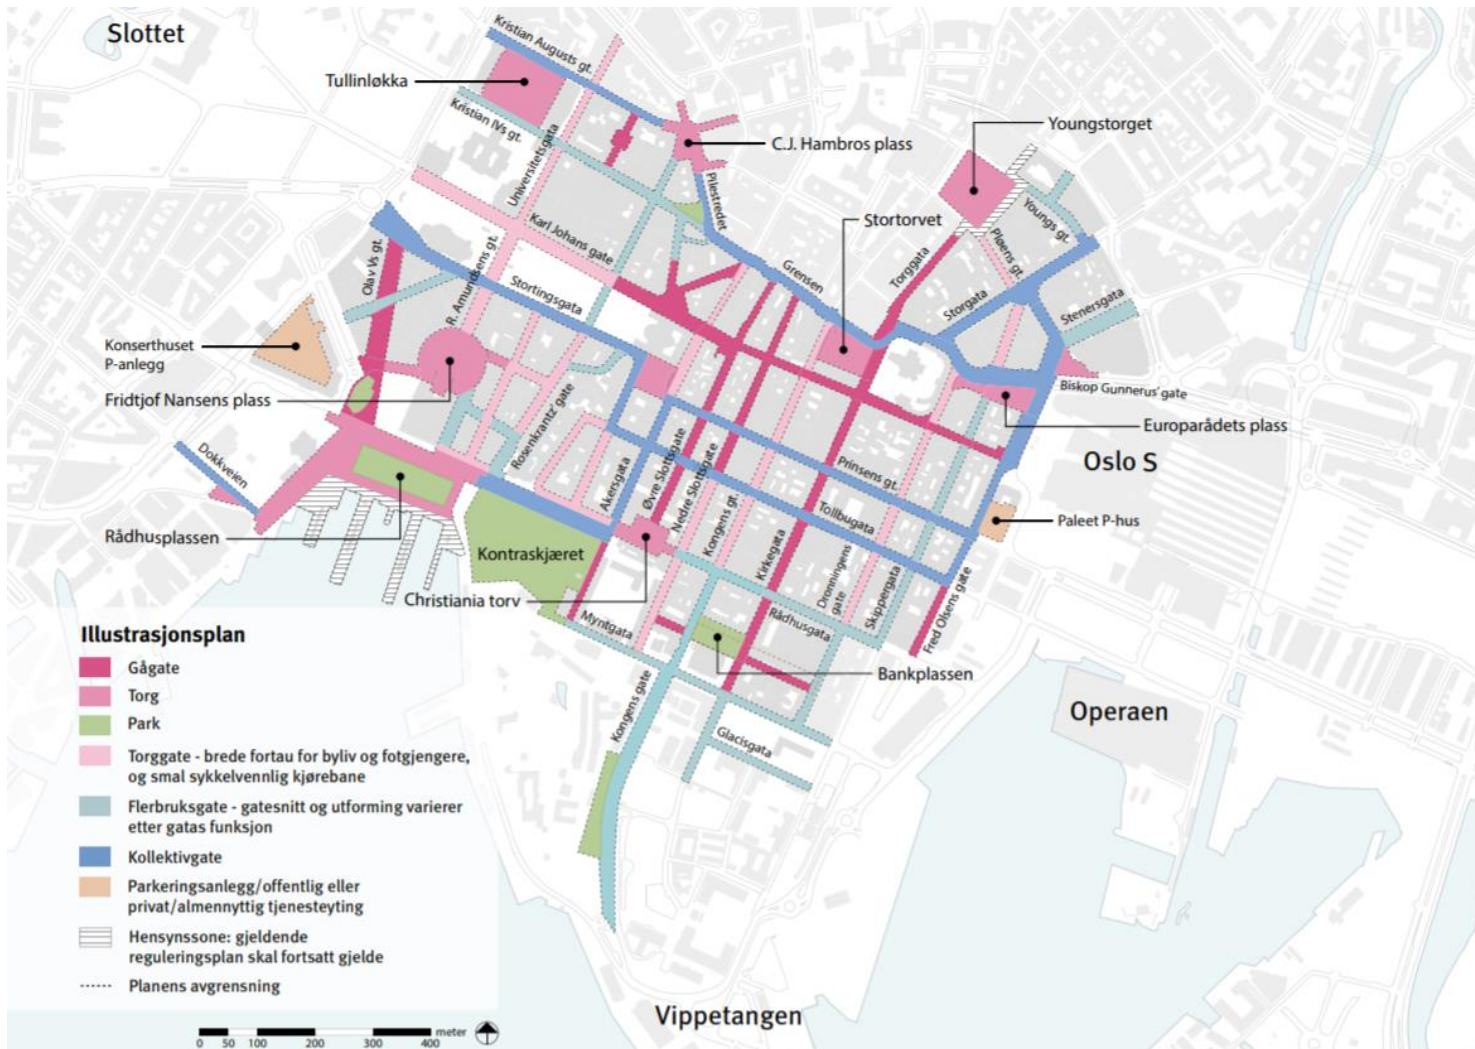 Slottet
Kristian Augusts gt.
Tullinløkka
Kristian IVs gt.
Universitetsgata
C.J. Hambros plass
Youngstorget
Pilestredet
Stortorvet
Youngs gt.
Pløens gt.
Karl Johans gate
Olav Vs gt.
R. Amundsens gt.
Stortingsgata
Grensen
Torggata
Storgata
Stenersgata
Konserthuset
P-anlegg
Fridtjof Nansens plass
Biskop Gunnerus' gate
Europarådets plass
Oslo S
Dokkveien
Rosenkrantz' gate
Akersgata
Øvre Slottsgate
Nedre Slottsgate
Kongens gt.
Prinsens gt.
Tollbugata
Paleet P-hus
Rådhusplassen
Kontraskjæret
Kirkegata
Dronningens
gate
Skippergata
Fred Olsens gate
Christiania torv
Myntgata
Rådhusgata
Bankplassen
Kongens gate
Glacisgata
Operaen
Vippetangen
Illustrasjonsplan
Gågate
Torg
Park
Torggate - brede fortau for byliv og fotgjengere,
og smal sykkelvennlig kjørebane
Flerbruksgate - gatesnitt og utforming varierer
etter gatas funksjon
Kollektivgate
Parkeringsanlegg/offentlig eller
privat/almennyttig tjenesteyting
Hensynssone: gjeldende
reguleringsplan skal fortsatt gjelde
Planens avgrensning
meter
0 50 100 200 300 400